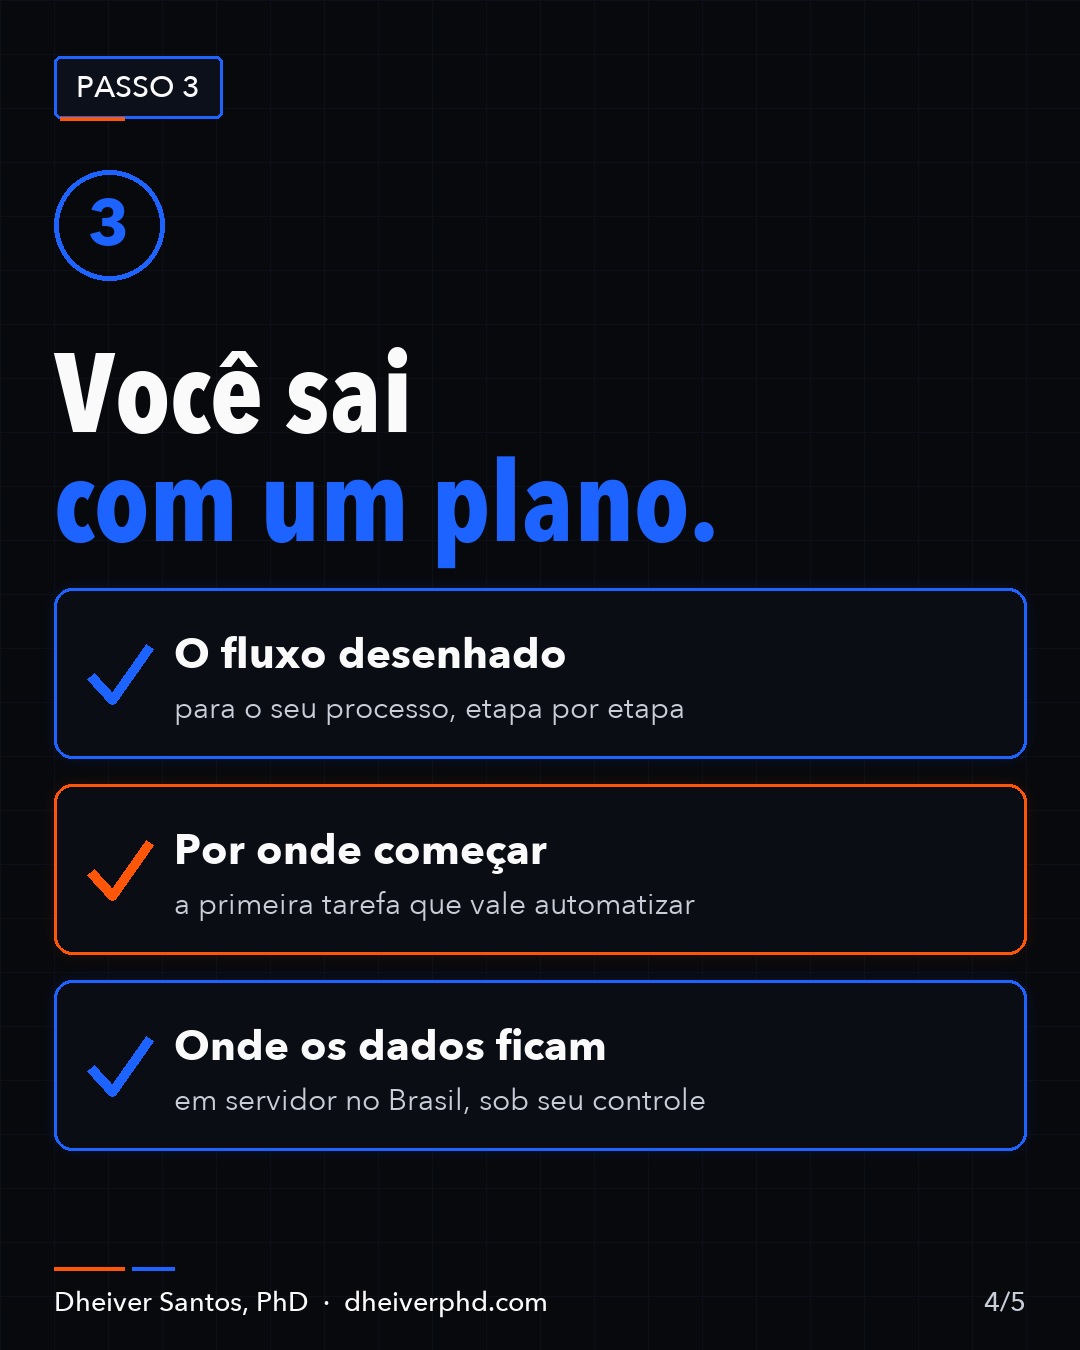 PASSO 3
3
Você sai
com um plano.
O fluxo desenhado
para o seu processo, etapa por etapa
Por onde começar
a primeira tarefa que vale automatizar
Onde os dados ficam
em servidor no Brasil, sob seu controle
Dheiver Santos, PhD · dheiverphd.com
4/5